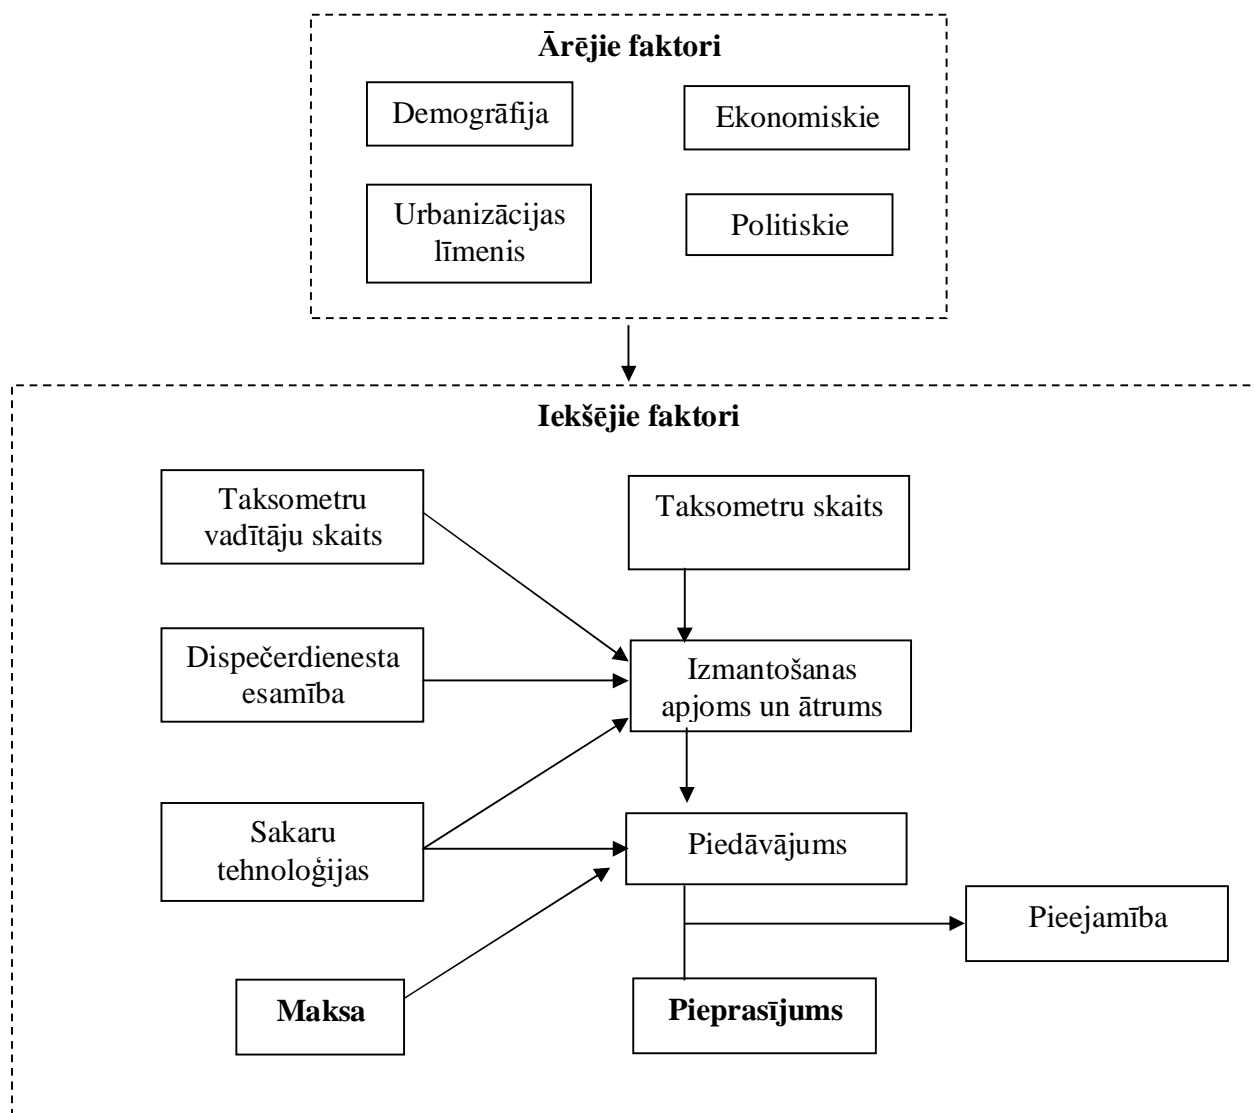 Ārējie faktori
Demogrāfija
Ekonomiskie
Urbanizācijas
līmenis
Politiskie
Iekšējie faktori
Taksometru
vadītāju skaits
Taksometru skaits
Dispečerdienesta
esamība
Izmantošanas
apjoms un ātrums
Sakaru
tehnoloģijas
Piedāvājums
Pieejamība
Maksa
Pieprasījums